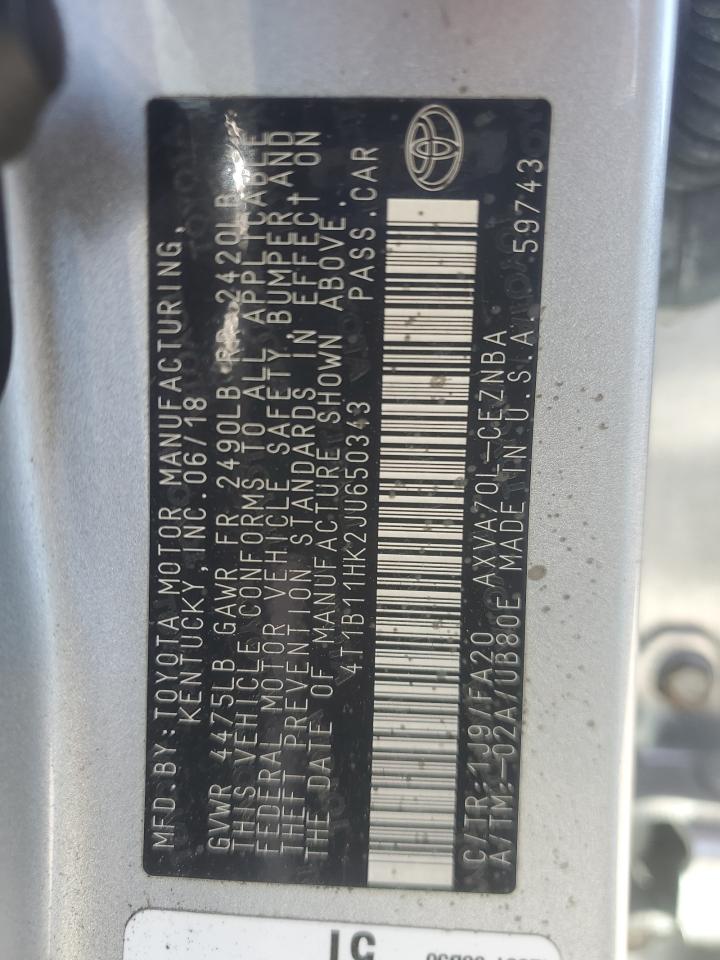 MFD.BY:TOYOTA MOTOR MANUFACTURING,
KENTUCKY,INC.06/18
GVWR 4475LB GAWR FR 2490LB RR 2420LB
THIS VEHICLE CONFORMS TO ALL APPLICABLE
FEDERAL MOTOR VEHICLE SAFETY,BUMPER,AND
THEFT PREVENTION STANDARDS IN EFFECT ON
THE DATE OF MANUFACTURE SHOWN ABOVE.
4T1B11HK2JU650343 PASS.CAR
C/TR:1J9/FA20 AXVA70L-CEZNBA
A/TM:-02A/UB80E MADE IN U.S.A. 59743